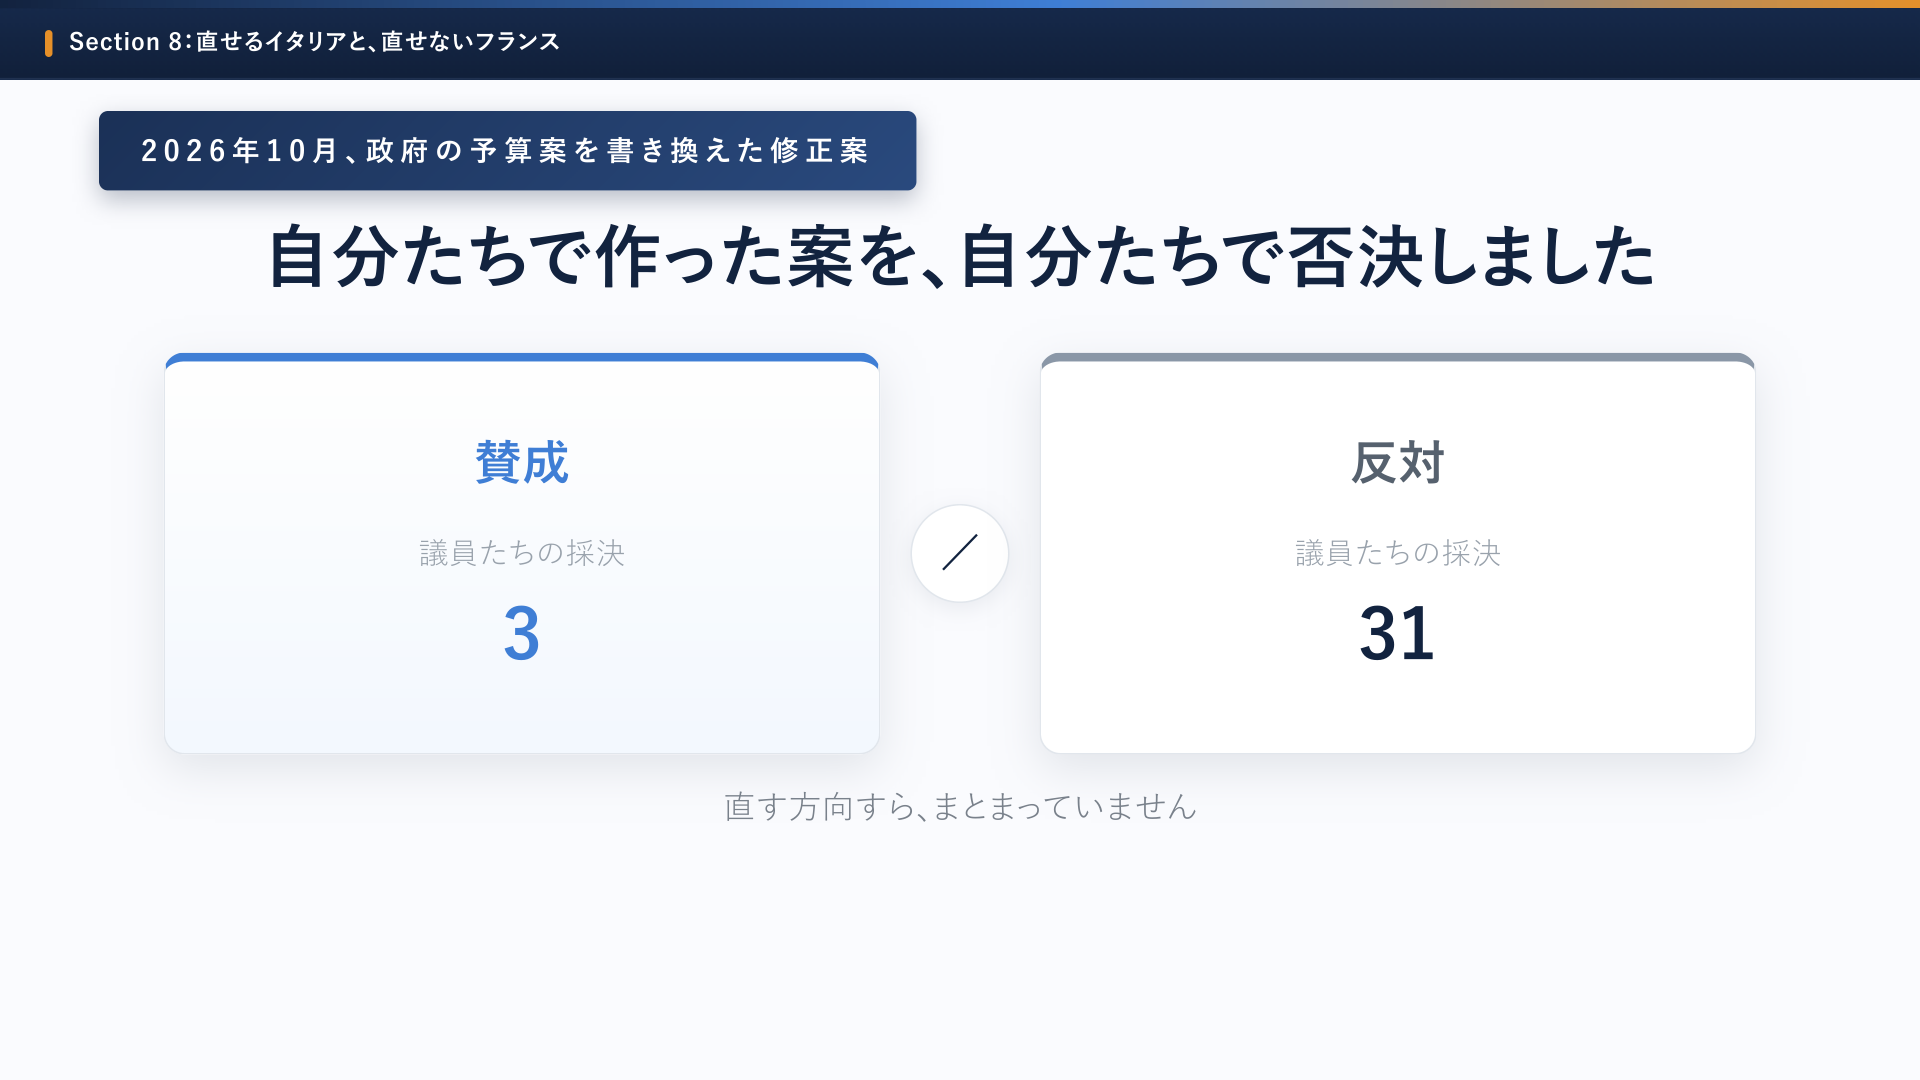 Section 8：直せるイタリアと、直せないフランス
2026年10月、政府の予算案を書き換えた修正案
自分たちで作った案を、自分たちで否決しました
賛成
議員たちの採決
3
／
反対
議員たちの採決
31
直す方向すら、まとまっていません